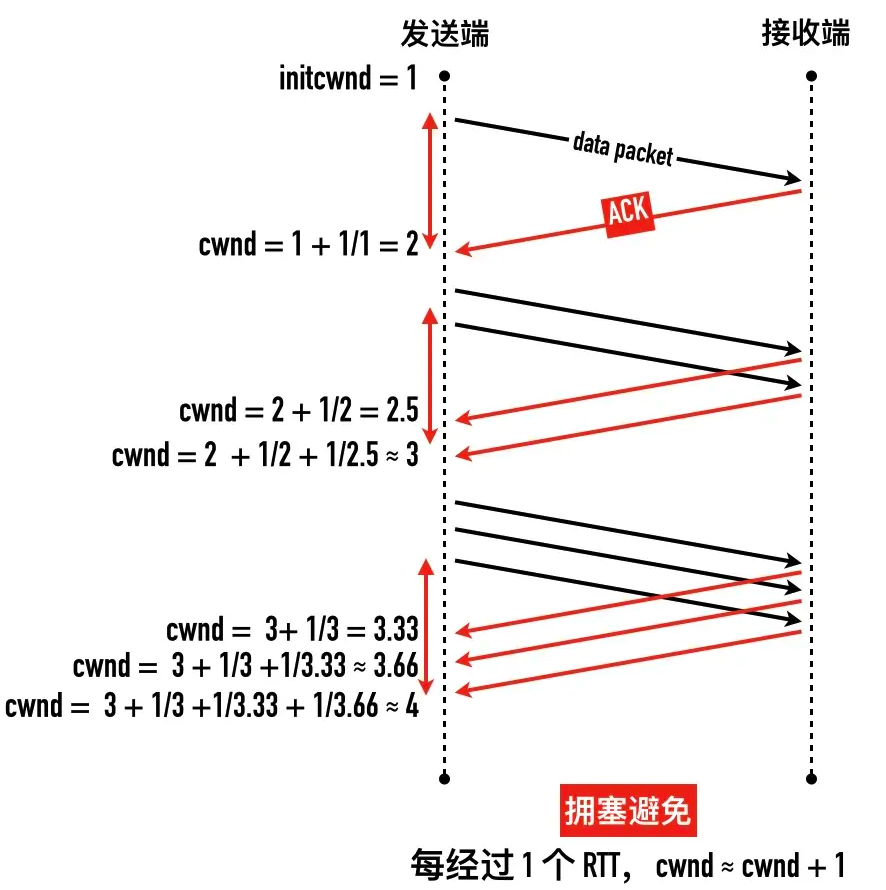 发送端
接收端
initcwnd = 1
data packet
ACK
cwnd = 1 + 1/1 = 2
cwnd = 2 + 1/2 = 2.5
cwnd = 2 + 1/2 + 1/2.5 ≈ 3
cwnd = 3+ 1/3 = 3.33
cwnd = 3 + 1/3 +1/3.33 ≈ 3.66
cwnd = 3 + 1/3 +1/3.33 + 1/3.66 ≈ 4
拥塞避免
每经过 1 个 RTT， cwnd ≈ cwnd + 1